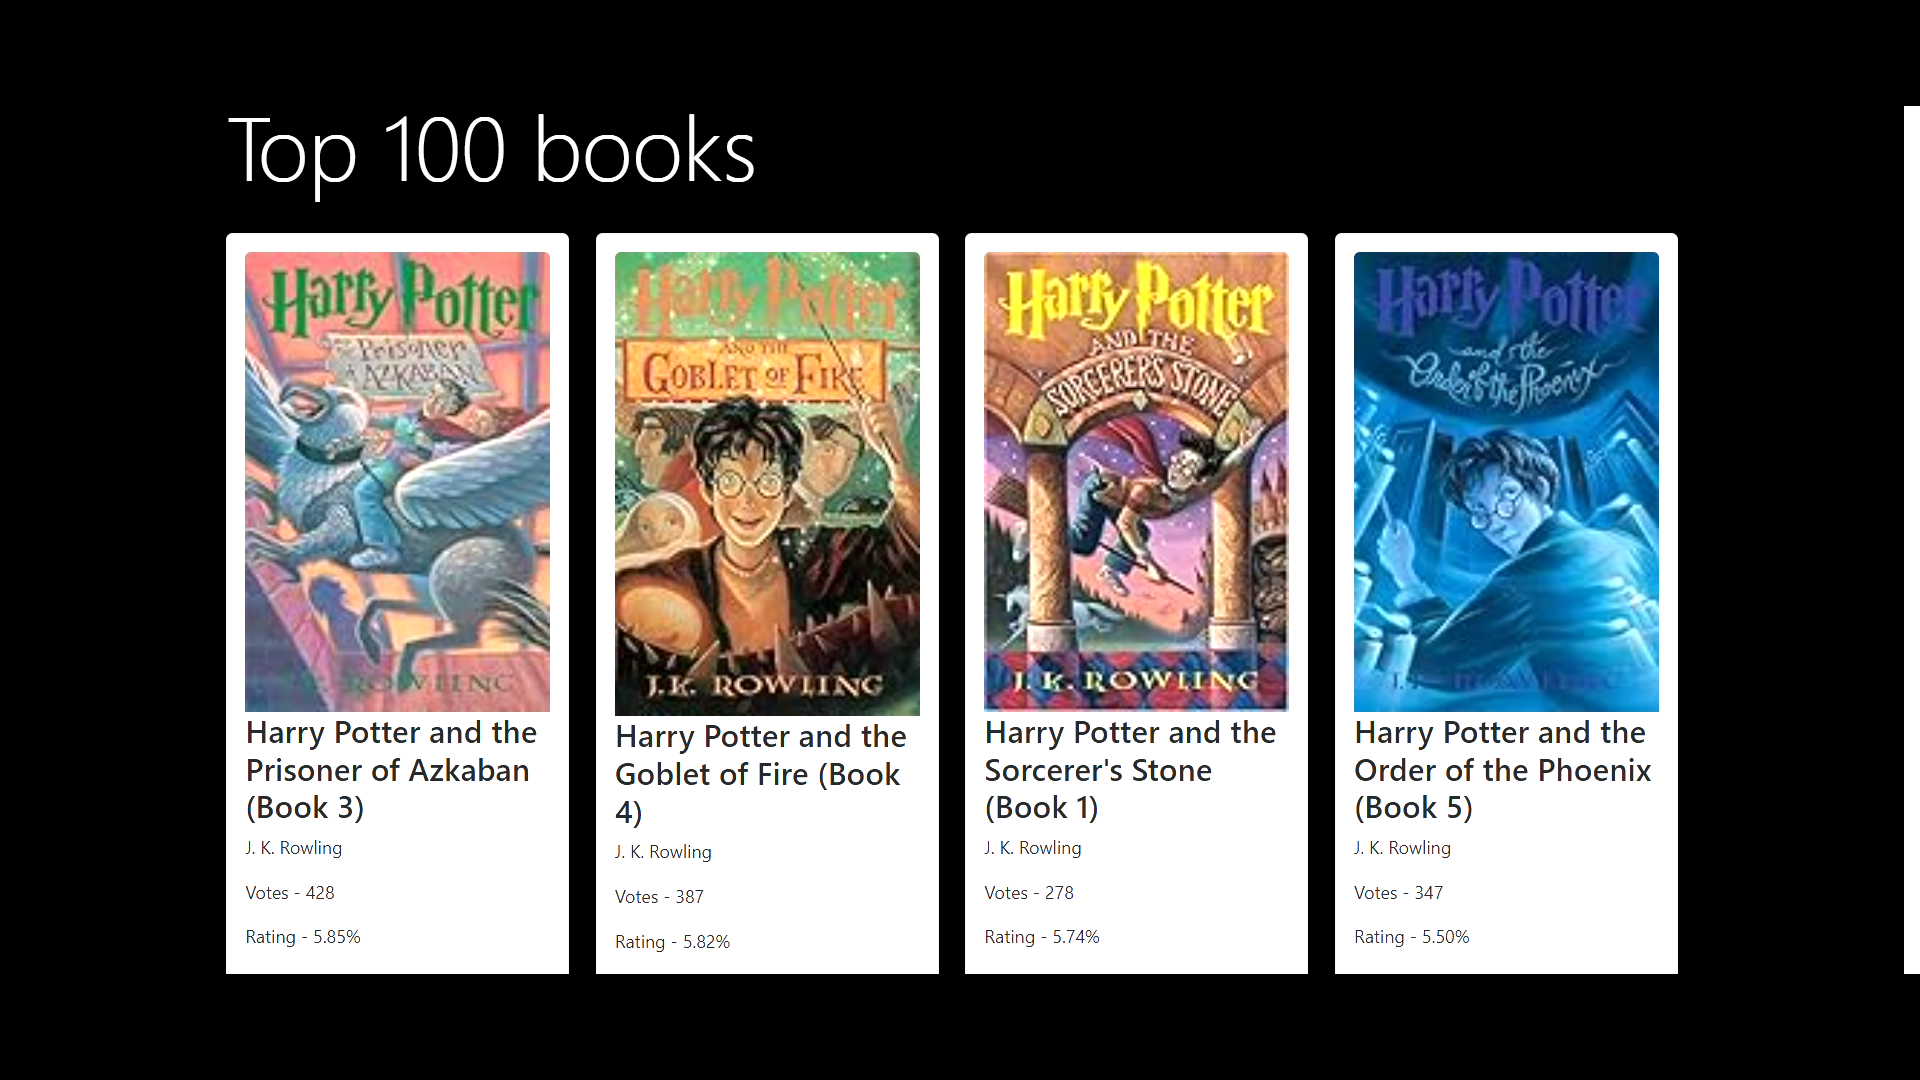 Top 100 books
Harry Potter
Prisoner
of AZKABAN
Harry Potter and the
Prisoner of Azkaban
(Book 3)
J. K. Rowling
Votes - 428
Rating - 5.85%
Harry Potter
AND THE
GOBLET OF FIRE
J.K. ROWLING
Harry Potter and the
Goblet of Fire (Book
4)
J. K. Rowling
Votes - 387
Rating - 5.82%
Harry Potter
AND THE
SORCERER'S STONE
J. K. ROWLING
Harry Potter and the
Sorcerer's Stone
(Book 1)
J. K. Rowling
Votes - 278
Rating - 5.74%
Harry Potter
and the
Order of the Phoenix
Harry Potter and the
Order of the Phoenix
(Book 5)
J. K. Rowling
Votes - 347
Rating - 5.50%